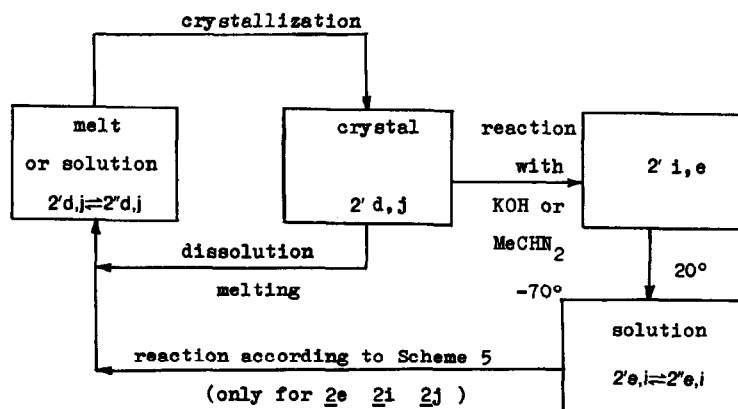 crystallization
melt
or solution
2'd,j⇌2''d,j
crystal
2' d,j
reaction
with
KOH or
MeCHN₂
-70°
2' i,e
dissolution
melting
20°
solution
2'e,i⇌2''e,i
reaction according to Scheme 5
(only for 2e 2i 2j )